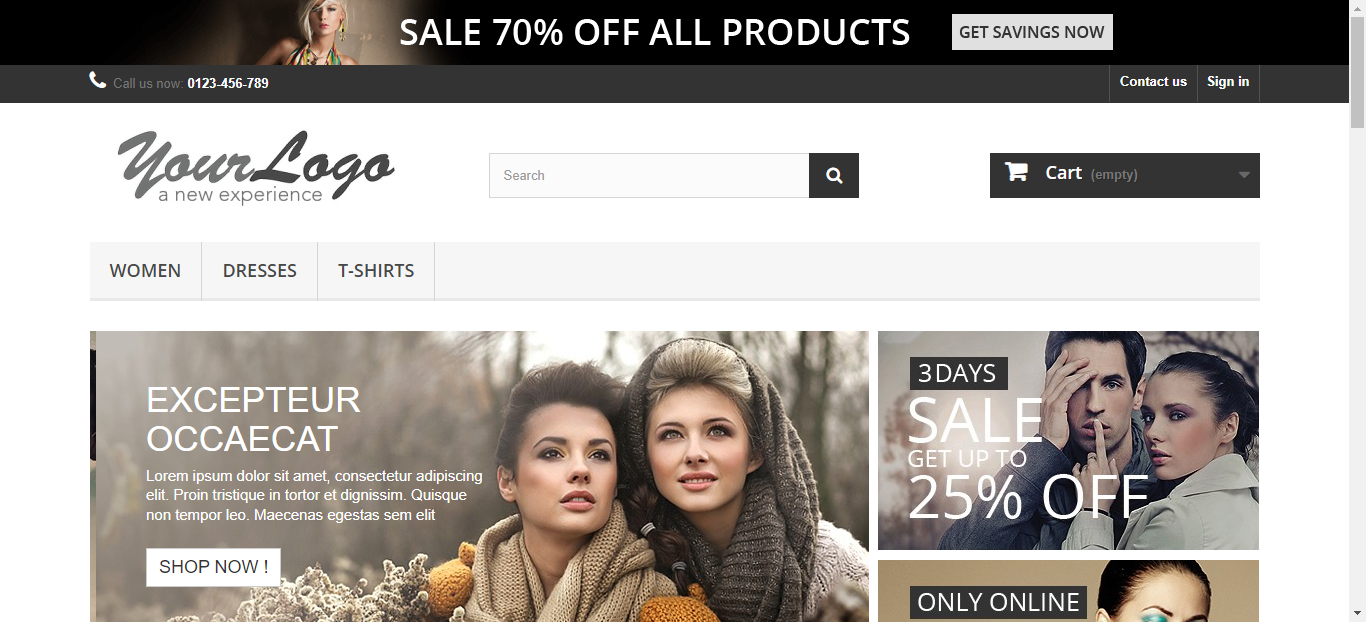 SALE 70% OFF ALL PRODUCTS
GET SAVINGS NOW
Call us now: 0123-456-789
Contact us
Sign in
YourLogo
a new experience
Search
Cart (empty)
WOMEN
DRESSES
T-SHIRTS
EXCEPTEUR
OCCAECAT
Lorem ipsum dolor sit amet, consectetur adipiscing
elit. Proin tristique in tortor et dignissim. Quisque
non tempor leo. Maecenas egestas sem elit
SHOP NOW !
3 DAYS
SALE
GET UP TO
25% OFF
ONLY ONLINE